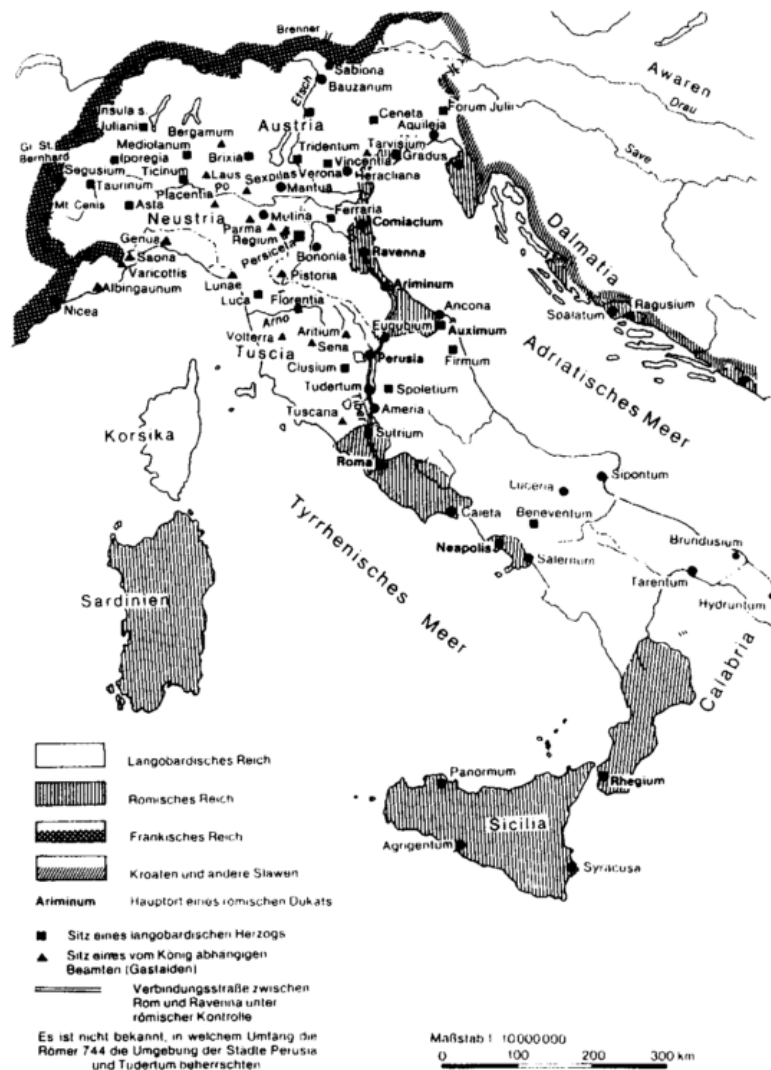 Brenner
Sabiona
Bauzanum
Etsch
Awaren
Drau
Save
Insula s.
Juliani
Bergamum
Austria
Ceneta
Forum Julii
Aquileja
Gr. St.
Bernhard
Mediolanum
Iporegia
Brixia
Tridentum
Tarvisium
Vincentia
Gradus
Segusium
Taurinum
Ticinum
Laus
Po
Sexpilas
Verona
Heracliana
Mt Cenis
Asta
Placentia
Mantua
Neustria
Mutina
Ferraria
Comiaclum
Genua
Parma
Regium
Persiceta
Dalmatia
Saona
Varicottis
Bononia
Ravenna
Albingaunum
Lunae
Pistoria
Ariminum
Nicea
Luca
Florentia
Ancona
Spalatum
Ragusium
Arno
Aritium
Eugubium
Auximum
Volterra
Sena
Firmum
Tuscia
Perusia
Clusium
Adriatisches Meer
Tudertum
Spoletium
Tuscana
Tiber
Ameria
Korsika
Sutrium
Roma
Sipontum
Luceria
Caieta
Beneventum
Tyrrhenisches Meer
Neapolis
Salernum
Brundusium
Tarentum
Sardinien
Hydruntum
Calabria
Panormum
Rhegium
Sicilia
Agrigentum
Syracusa
Langobardisches Reich
Römisches Reich
Fränkisches Reich
Kroaten und andere Slawen
Ariminum Hauptort eines römischen Dukats
Sitz eines langobardischen Herzogs
Sitz eines vom König abhängigen
Beamten (Gastalden)
Verbindungsstraße zwischen
Rom und Ravenna unter
römischer Kontrolle
Es ist nicht bekannt, in welchem Umfang die
Römer 744 die Umgebung der Städte Perusia
und Tudertum beherrschten
Maßstab 1 : 10000000
0 100 200 300 km